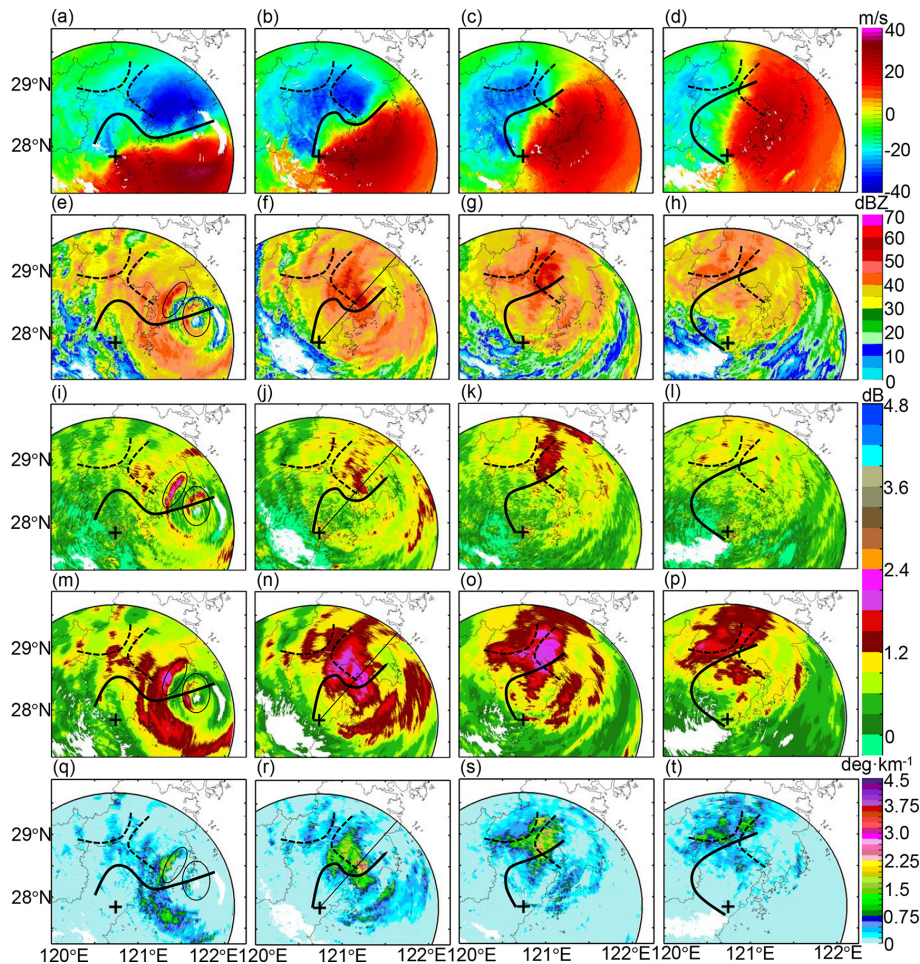 (a) (b) (c) (d) m/s
29°N 28°N
40 20 0 -20 -40
(e) (f) (g) (h) dBZ
29°N 28°N
70 60 50 40 30 20 10 0
(i) (j) (k) (l) dB
29°N 28°N
4.8 3.6 2.4 1.2 0
(m) (n) (o) (p)
29°N 28°N
(q) (r) (s) (t) deg·km⁻¹
29°N 28°N
4.5 3.75 3 2.25 1.5 0.75 0
120°E 121°E 122°E 120°E 121°E 122°E 120°E 121°E 122°E 120°E 121°E 122°E